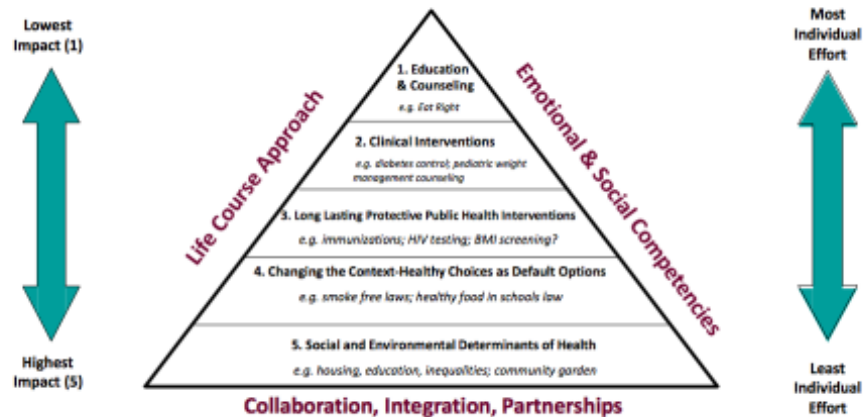 Lowest
Impact (1)
Most
Individual
Effort
1. Education
& Counseling
e.g. Eat Right
2. Clinical Interventions
e.g. diabetes control; pediatric weight
management counseling
3. Long Lasting Protective Public Health Interventions
e.g. immunizations; HIV testing; BMI screening?
4. Changing the Context-Healthy Choices as Default Options
e.g. smoke free laws; healthy food in schools law
5. Social and Environmental Determinants of Health
e.g. housing, education, inequalities; community garden
Life Course Approach
Emotional & Social Competencies
Highest
Impact (5)
Least
Individual
Effort
Collaboration, Integration, Partnerships